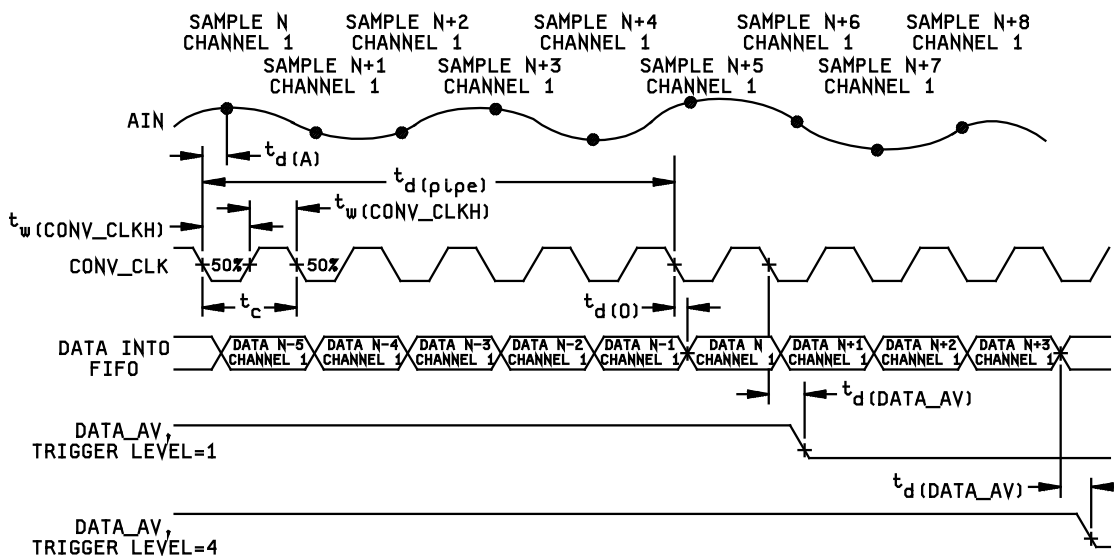 SAMPLE N
CHANNEL 1
SAMPLE N+2
CHANNEL 1
SAMPLE N+4
CHANNEL 1
SAMPLE N+6
CHANNEL 1
SAMPLE N+8
CHANNEL 1
SAMPLE N+1
CHANNEL 1
SAMPLE N+3
CHANNEL 1
SAMPLE N+5
CHANNEL 1
SAMPLE N+7
CHANNEL 1
AIN
td(A)
td(pipe)
tw(CONV_CLKH)
tw(CONV_CLKH)
CONV_CLK
50%
50%
tc
td(O)
DATA INTO
FIFO
DATA N-5
CHANNEL 1
DATA N-4
CHANNEL 1
DATA N-3
CHANNEL 1
DATA N-2
CHANNEL 1
DATA N-1
CHANNEL 1
DATA N
CHANNEL 1
DATA N+1
CHANNEL 1
DATA N+2
CHANNEL 1
DATA N+3
CHANNEL 1
td(DATA_AV)
DATA_AV,
TRIGGER LEVEL=1
td(DATA_AV)
DATA_AV,
TRIGGER LEVEL=4